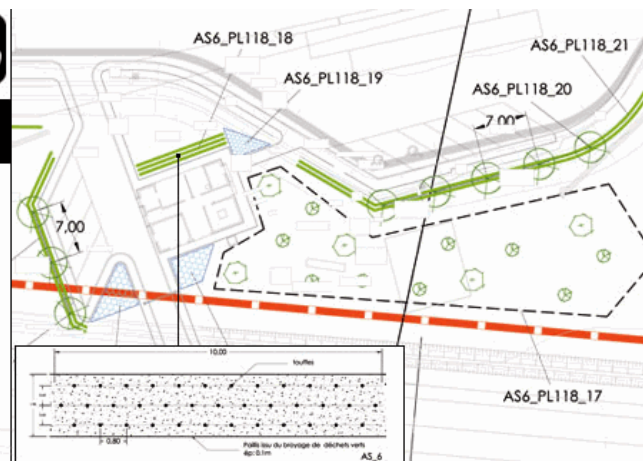 AS6_PL118_18
AS6_PL118_21
AS6_PL118_19
AS6_PL118_20
7.00
7,00
AS6_PL118_17
10,00
touffes
0.80
Paillis issu du broyage de déchets verts
ép: 0.1m
AS_6